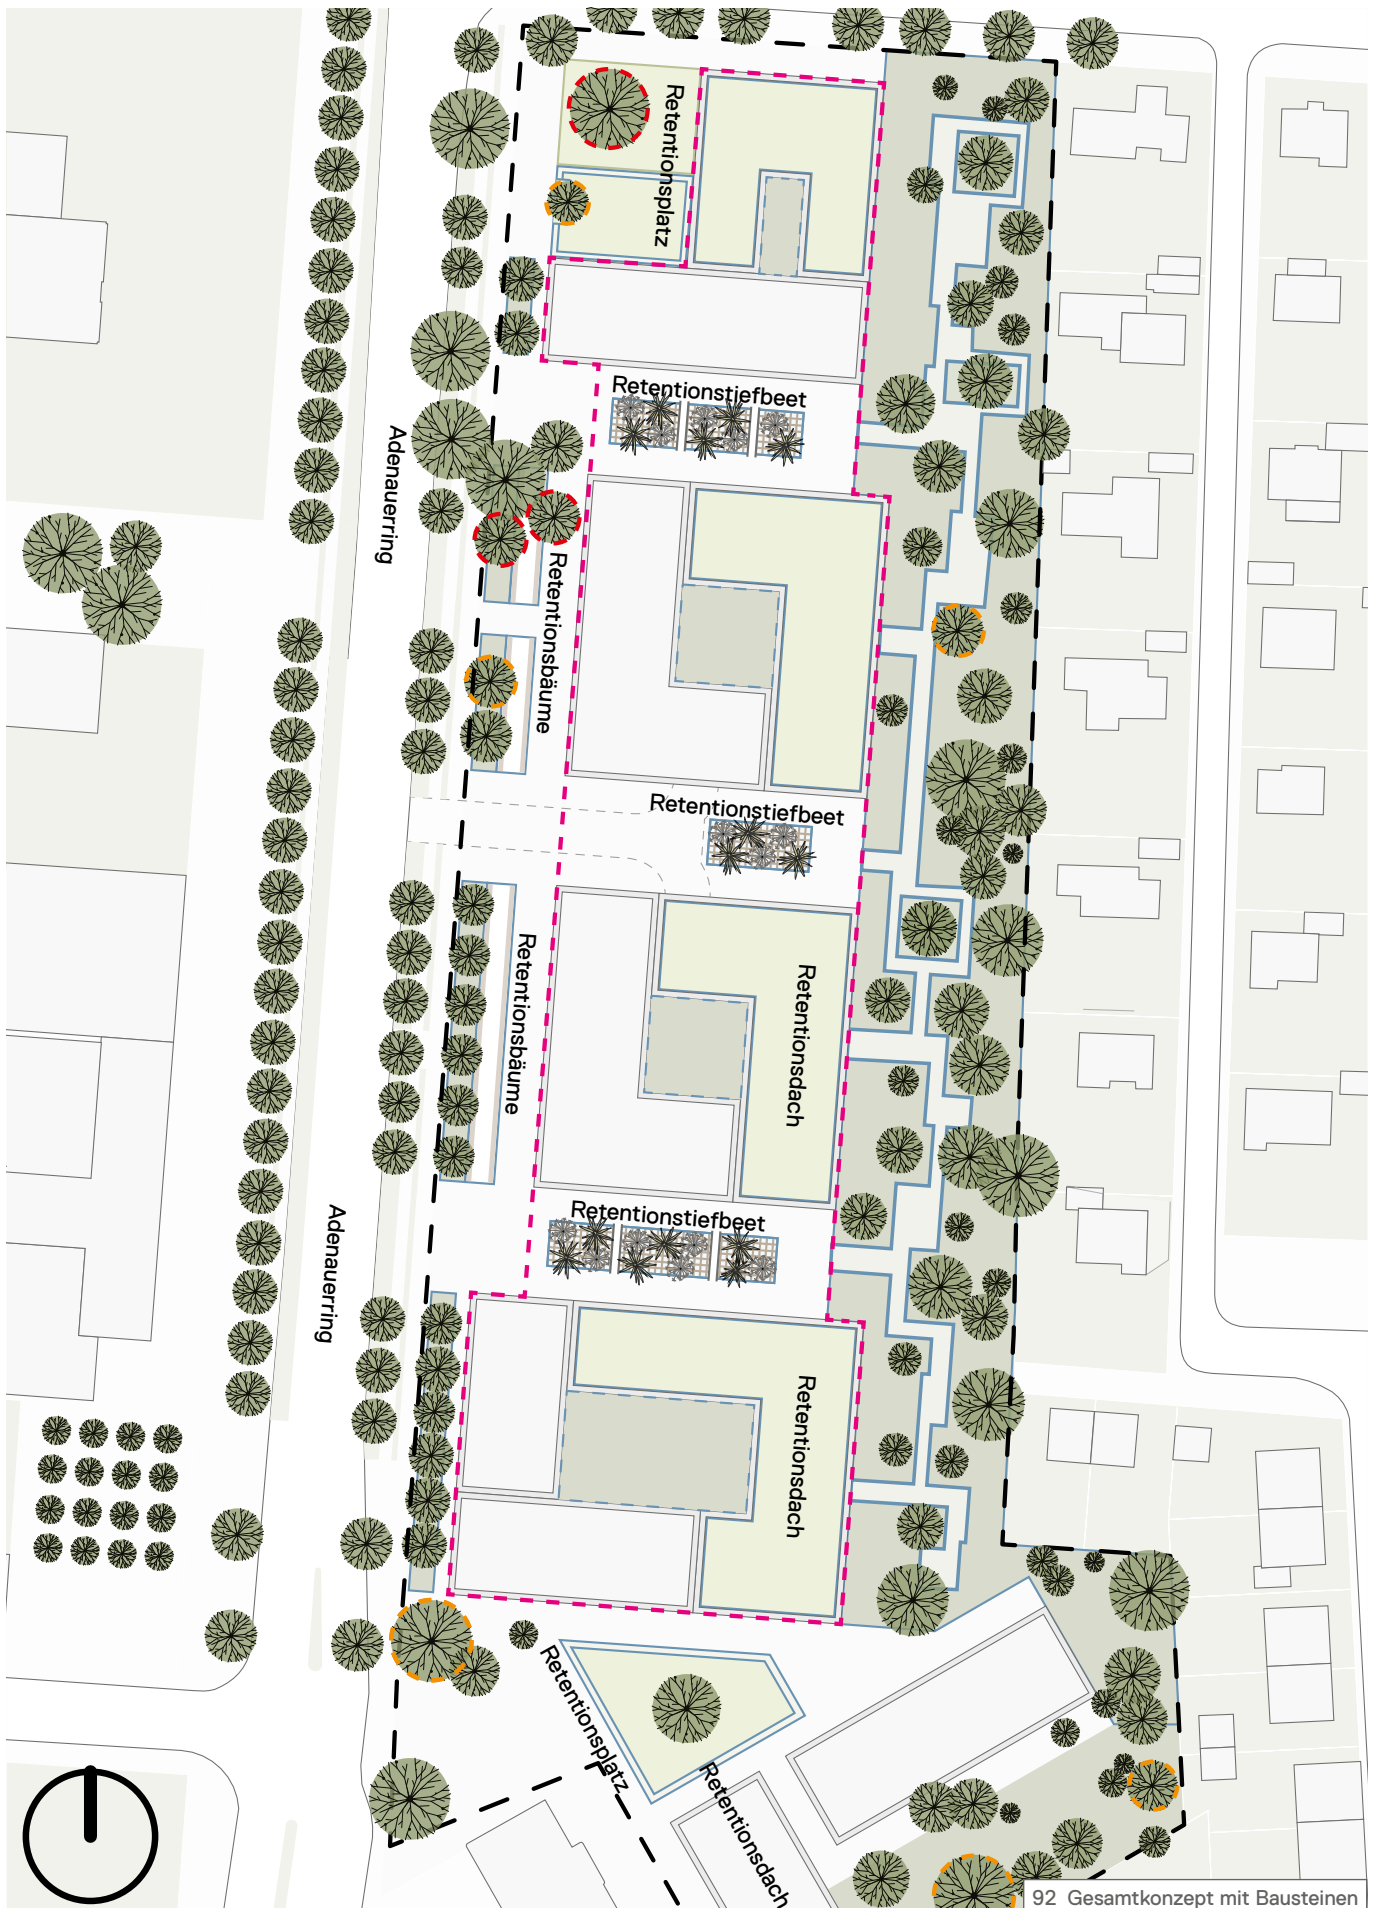 Retentionsplatz
Retentionstiefbeet
Adenauerring
Retentionsbäume
Retentionstiefbeet
Retentionsbäume
Retentionsdach
Adenauerring
Retentionstiefbeet
Retentionsdach
Retentionsplatz
Retentionsdach
92 Gesamtkonzept mit Bausteinen